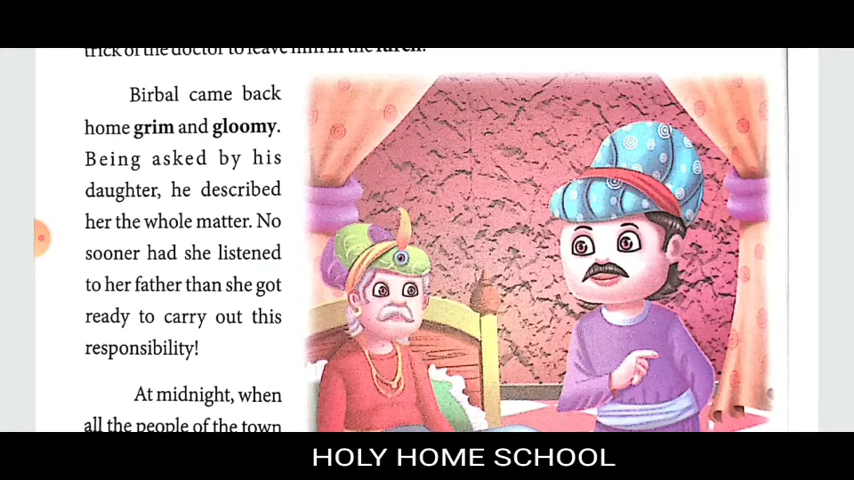 trick of the doctor to leave him in the lurch.
Birbal came back
home grim and gloomy.
Being asked by his
daughter, he described
her the whole matter. No
sooner had she listened
to her father than she got
ready to carry out this
responsibility!
At midnight, when
all the people of the town
HOLY HOME SCHOOL